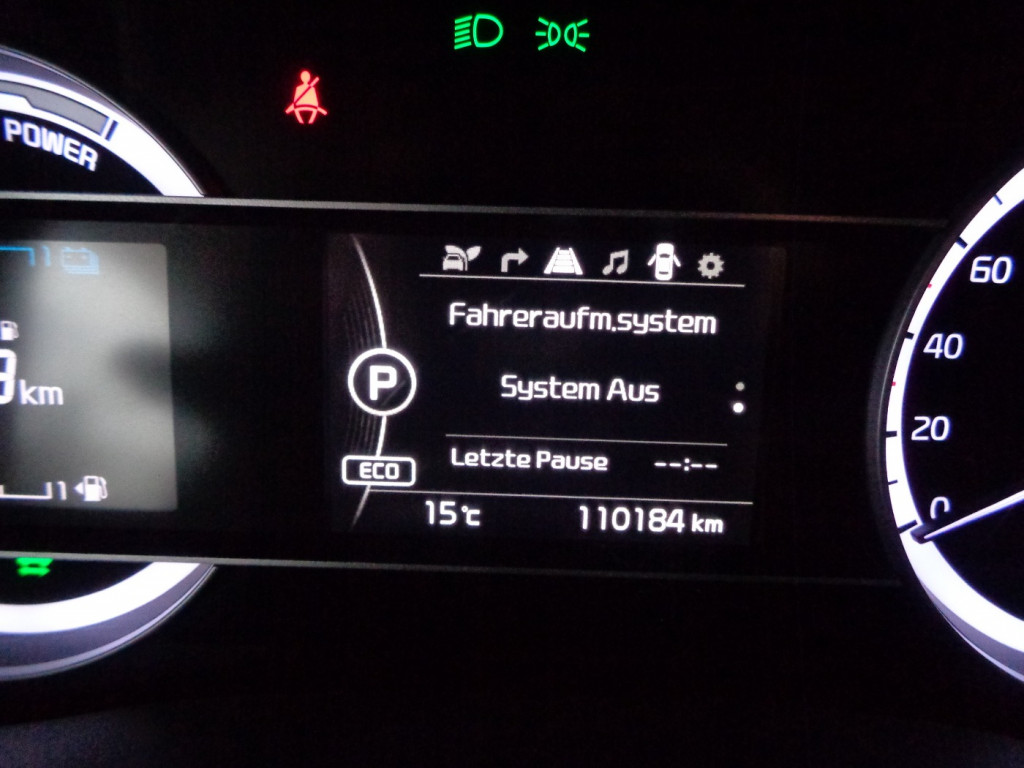 POWER
km
Fahreraufm.system
P
System Aus
ECO
Letzte Pause --:--
15°C 110184 km
60
40
20
0